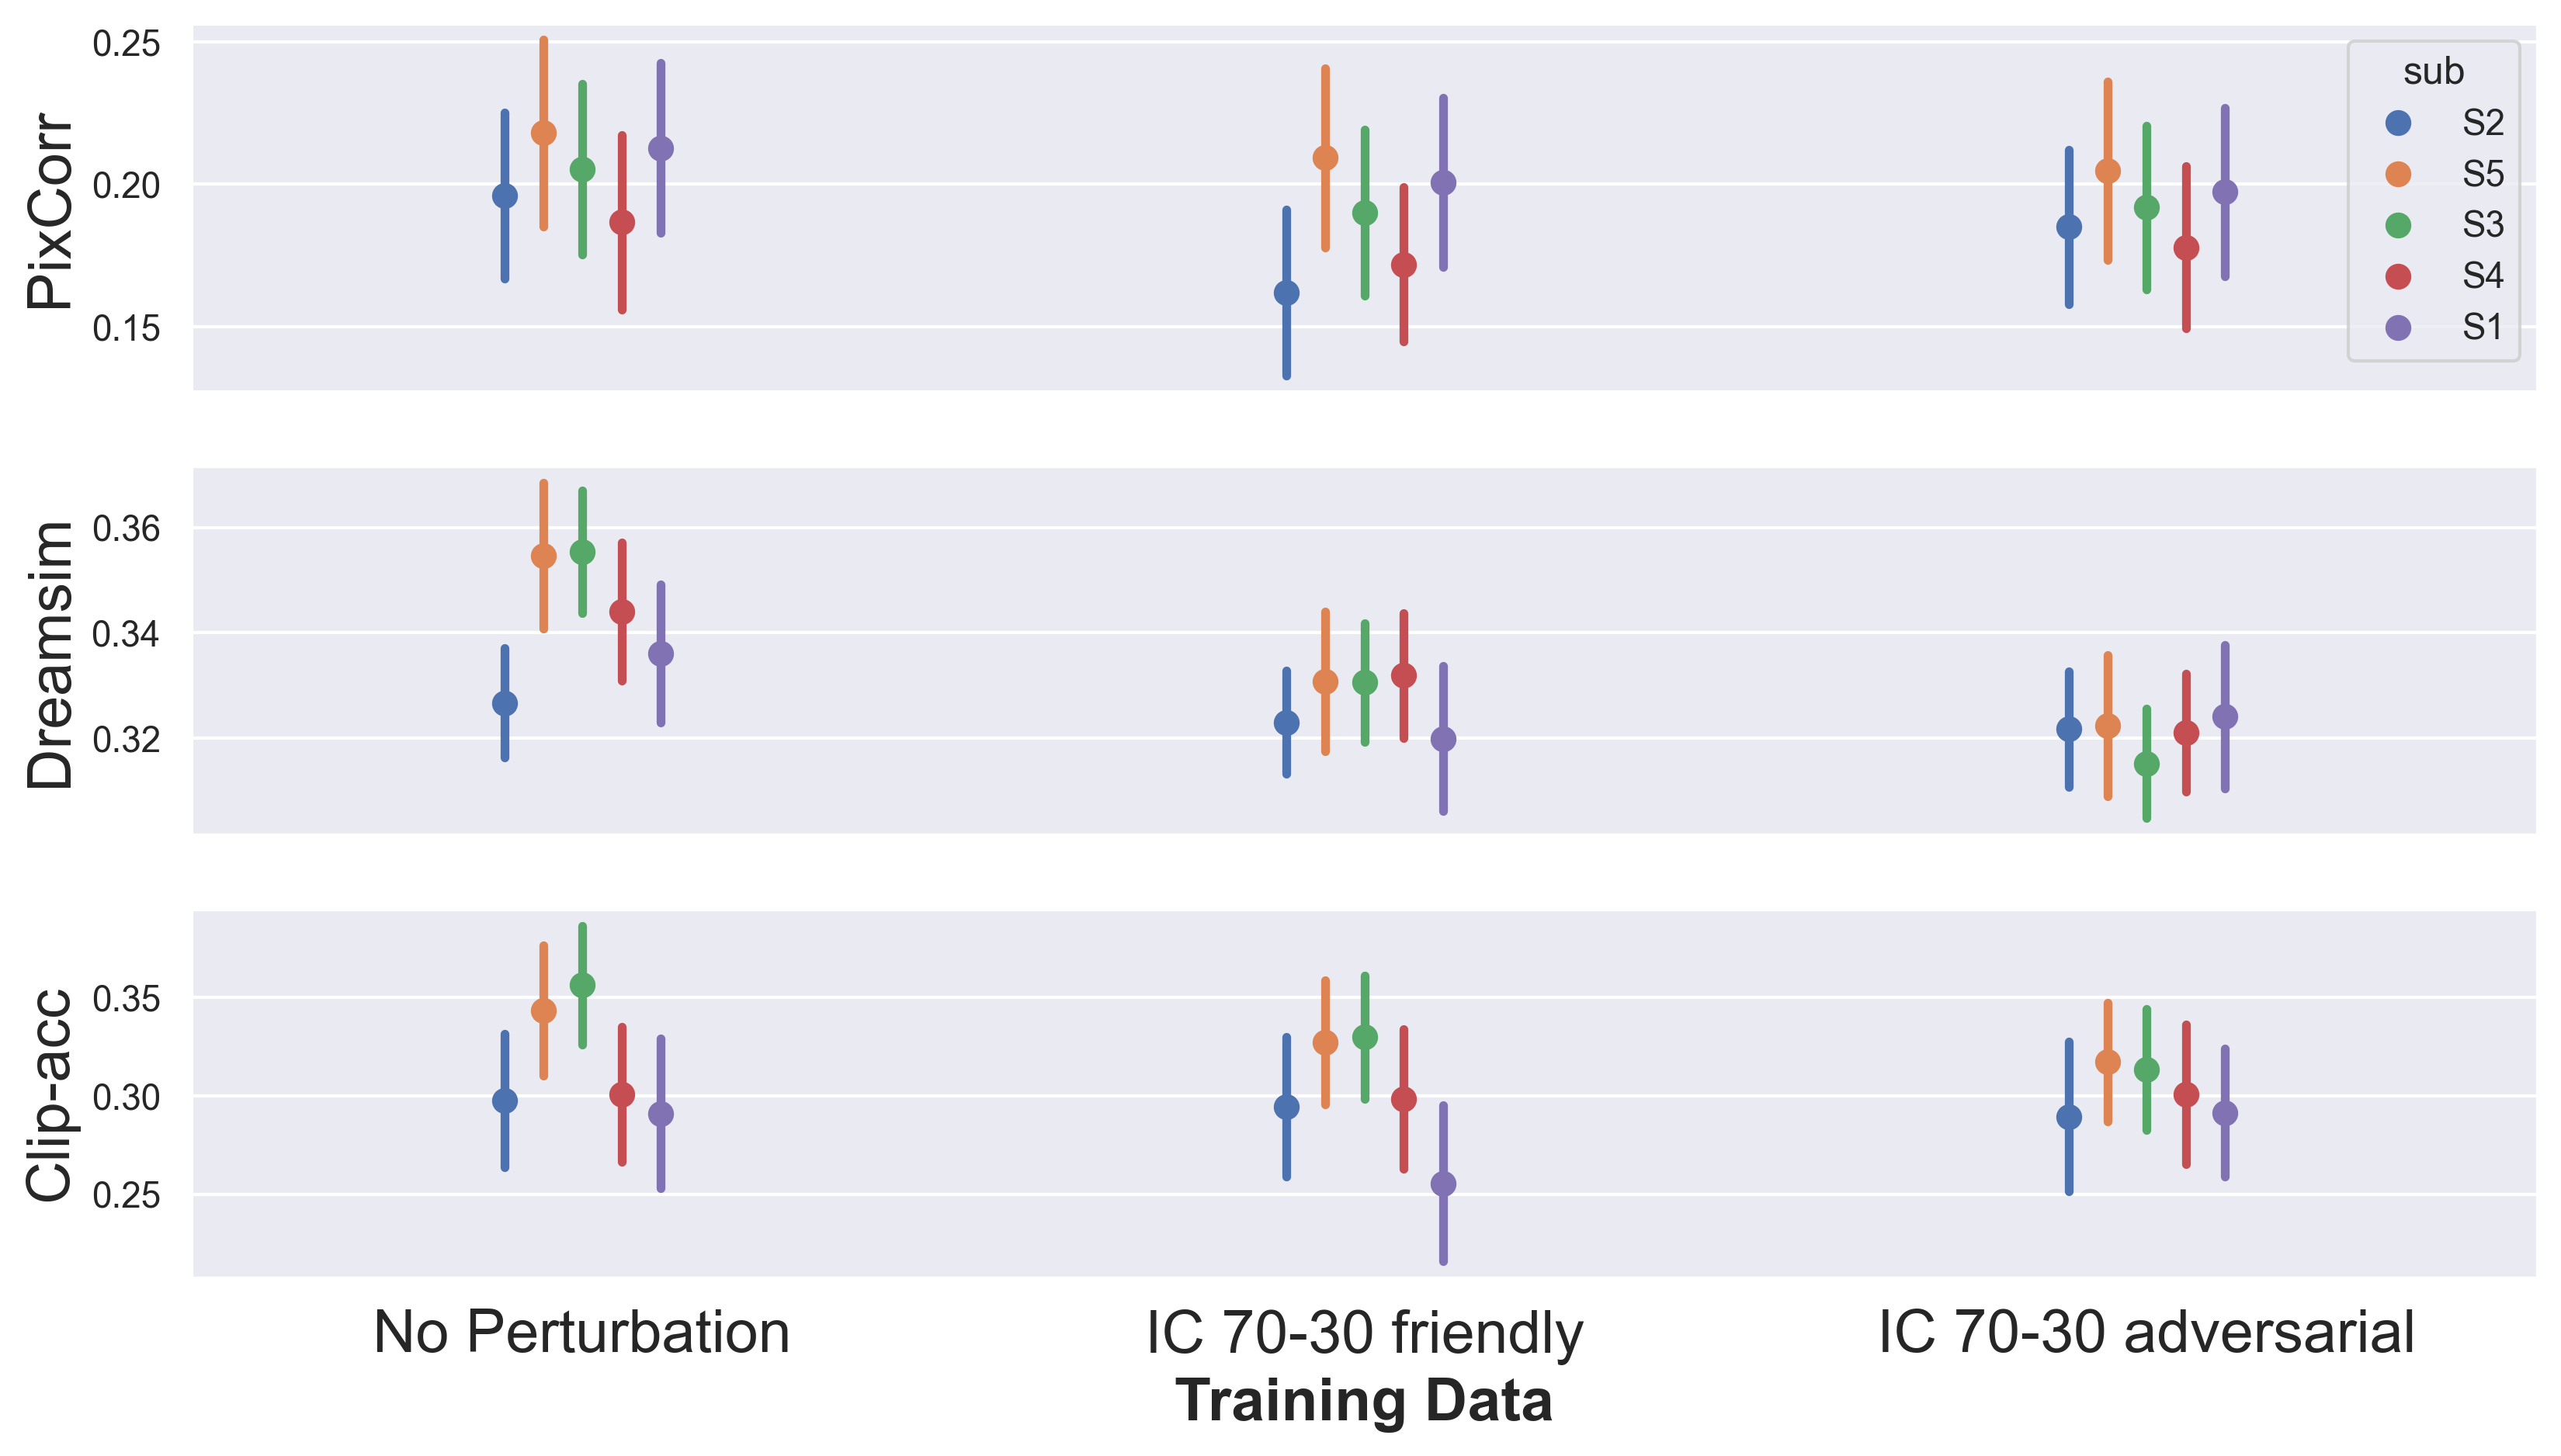 PixCorr
0.25
0.20
0.15
sub
S2
S5
S3
S4
S1
Dreamsim
0.36
0.34
0.32
Clip-acc
0.35
0.30
0.25
No Perturbation
IC 70-30 friendly
IC 70-30 adversarial
Training Data